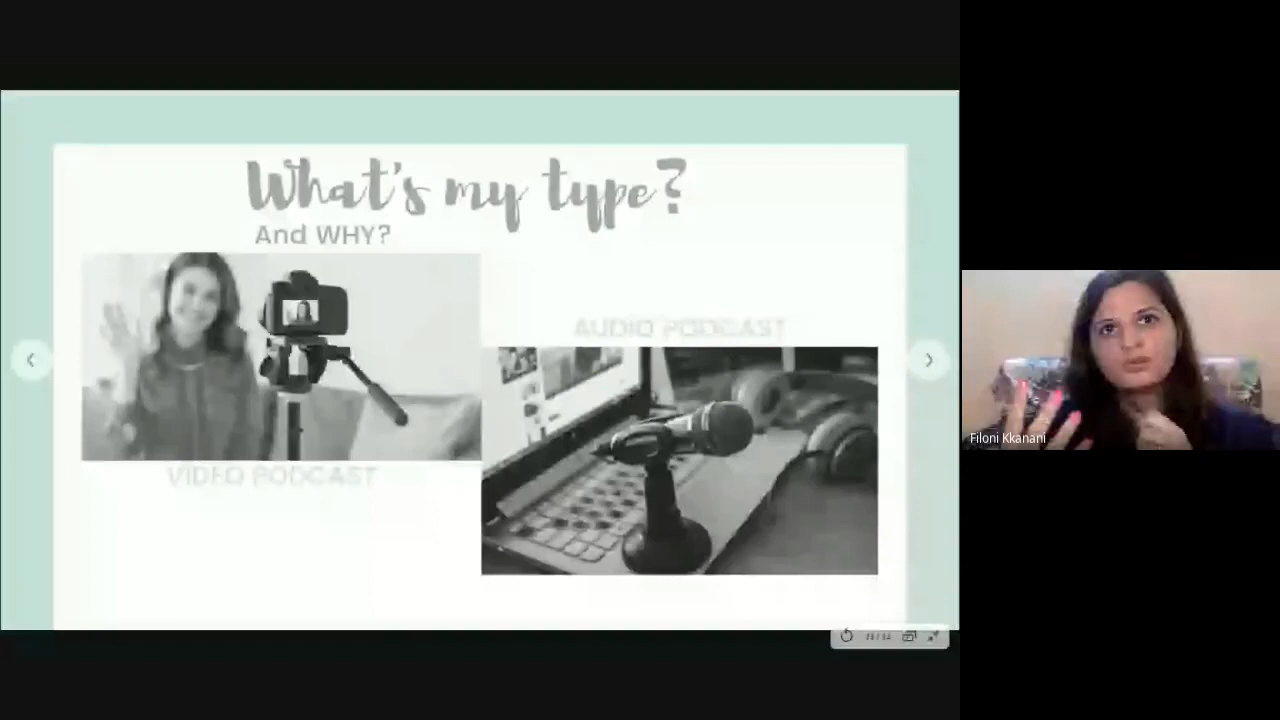 What's my type?
And WHY?
AUDIO PODCAST
VIDEO PODCAST
Filoni Kkanani